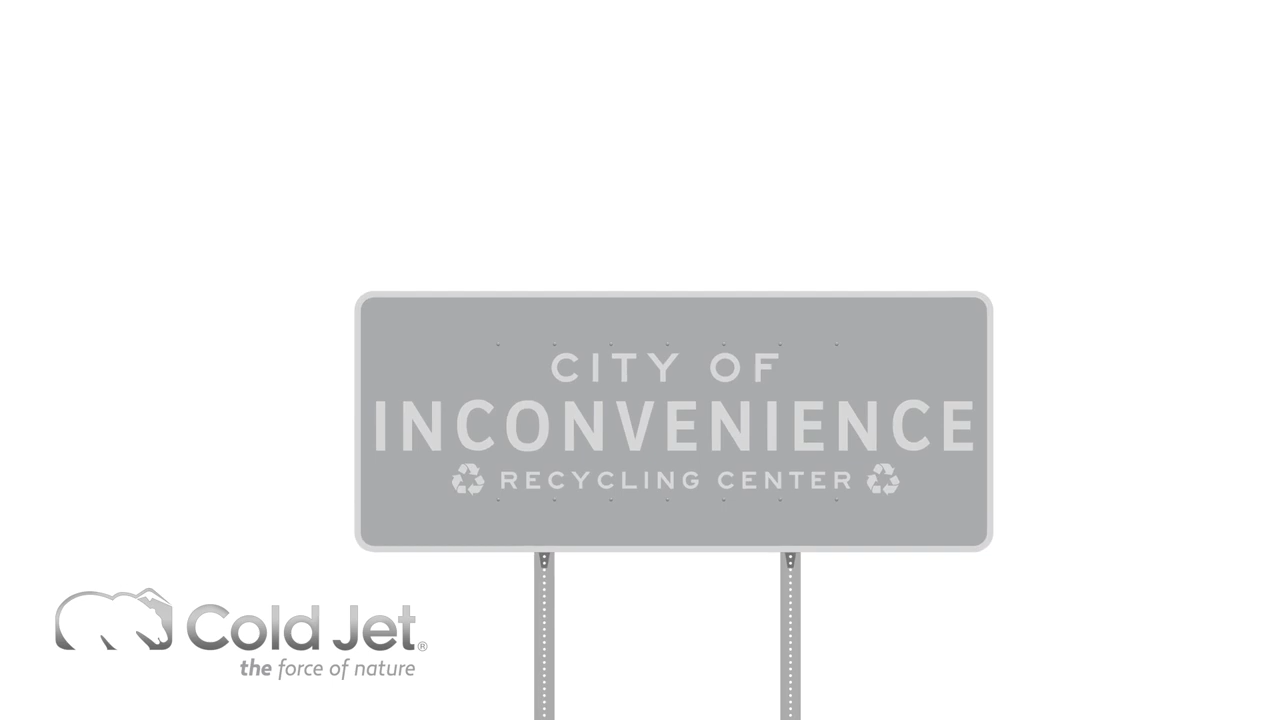 CITY OF
INCONVENIENCE
RECYCLING CENTER
Cold Jet®
the force of nature